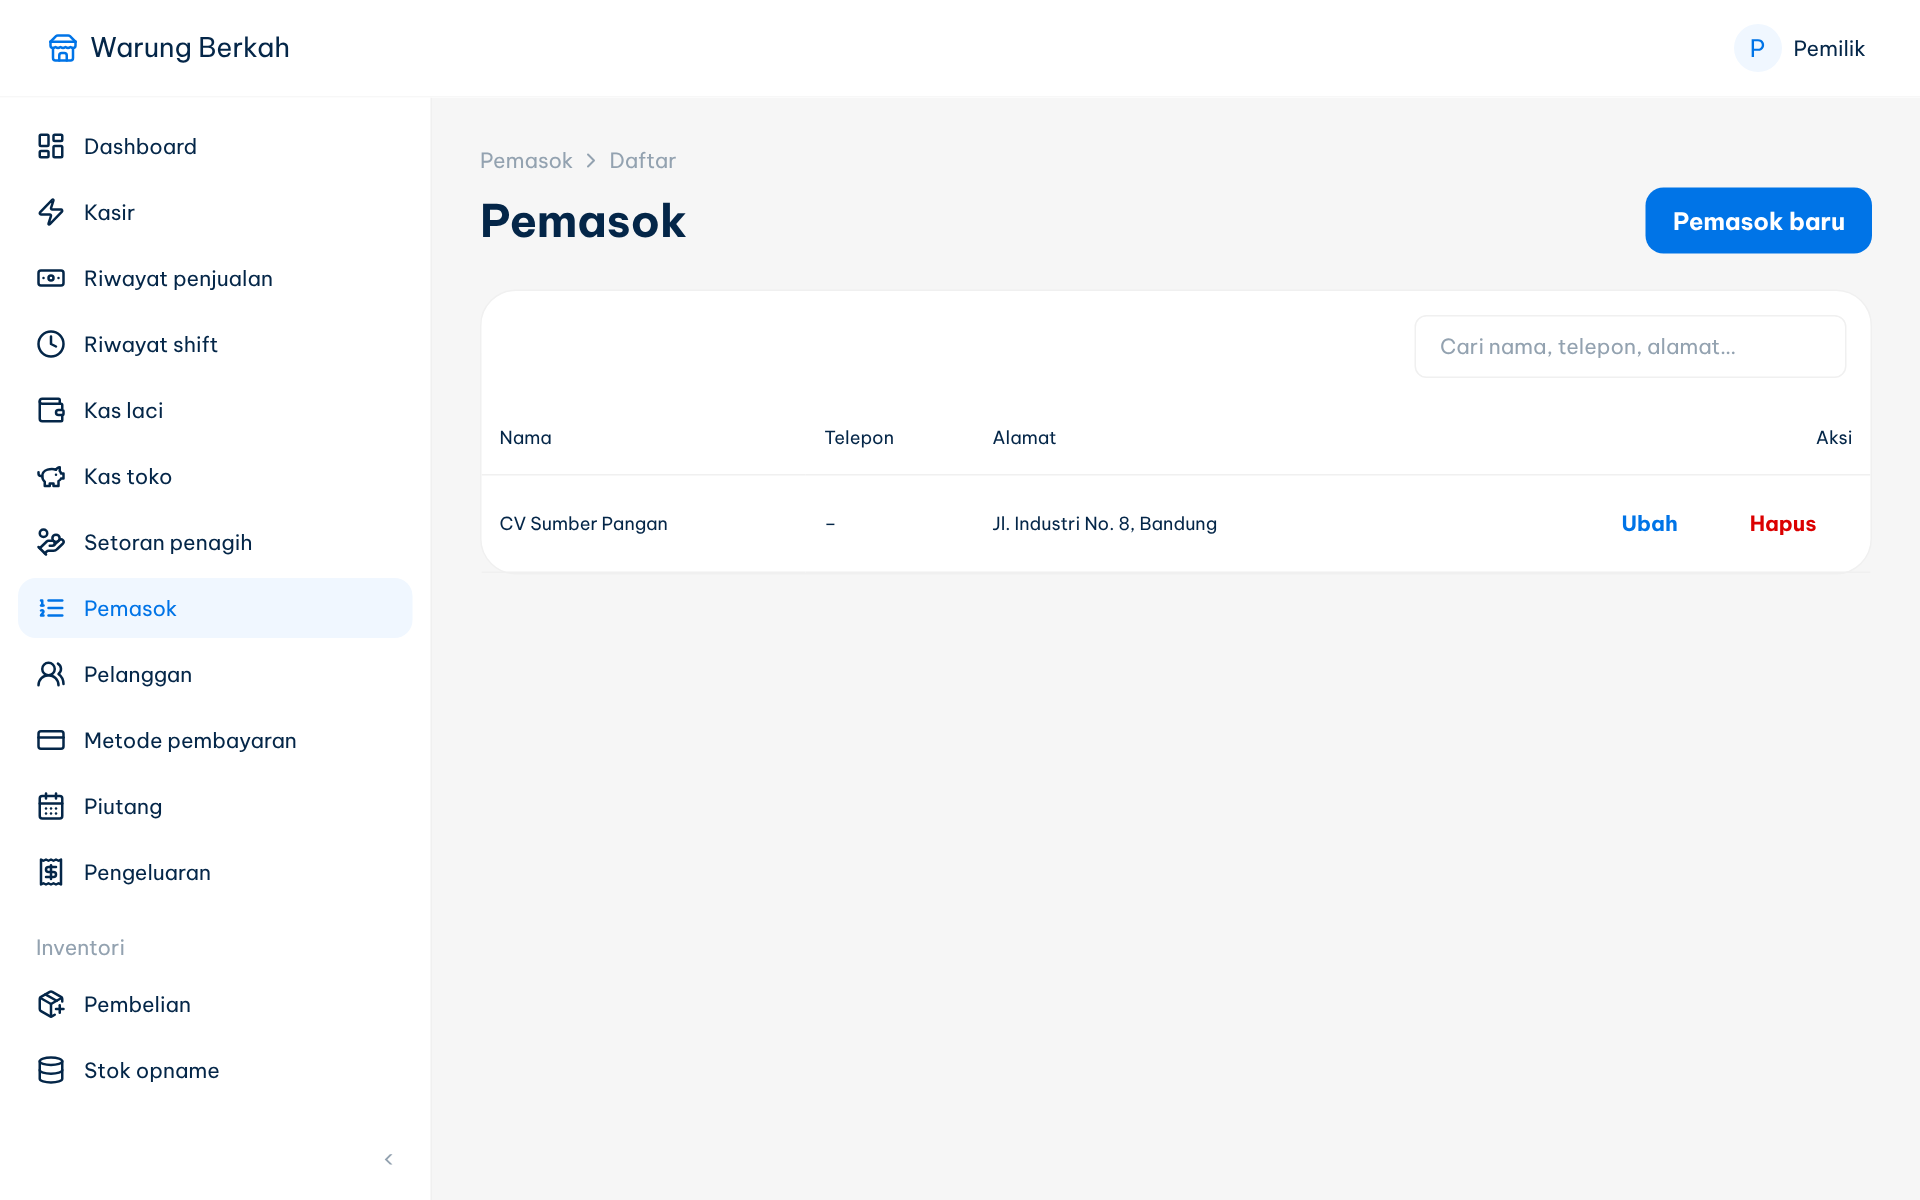 Warung Berkah
P Pemilik
Dashboard
Kasir
Riwayat penjualan
Riwayat shift
Kas laci
Kas toko
Setoran penagih
Pemasok
Pelanggan
Metode pembayaran
Piutang
Pengeluaran
Inventori
Pembelian
Stok opname
Pemasok > Daftar
Pemasok
Pemasok baru
Cari nama, telepon, alamat...
Nama Telepon Alamat Aksi
CV Sumber Pangan – Jl. Industri No. 8, Bandung Ubah Hapus